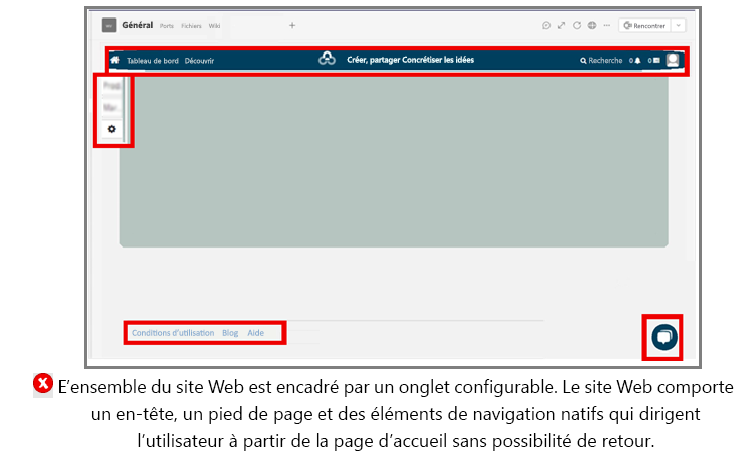 Général Ports Fichiers Wiki + Rencontrer
Tableau de bord Découvrir Créer, partager Concrétiser les idées Recherche 0 0
Conditions d'utilisation Blog Aide
E'ensemble du site Web est encadré par un onglet configurable. Le site Web comporte
un en-tête, un pied de page et des éléments de navigation natifs qui dirigent
l'utilisateur à partir de la page d'accueil sans possibilité de retour.